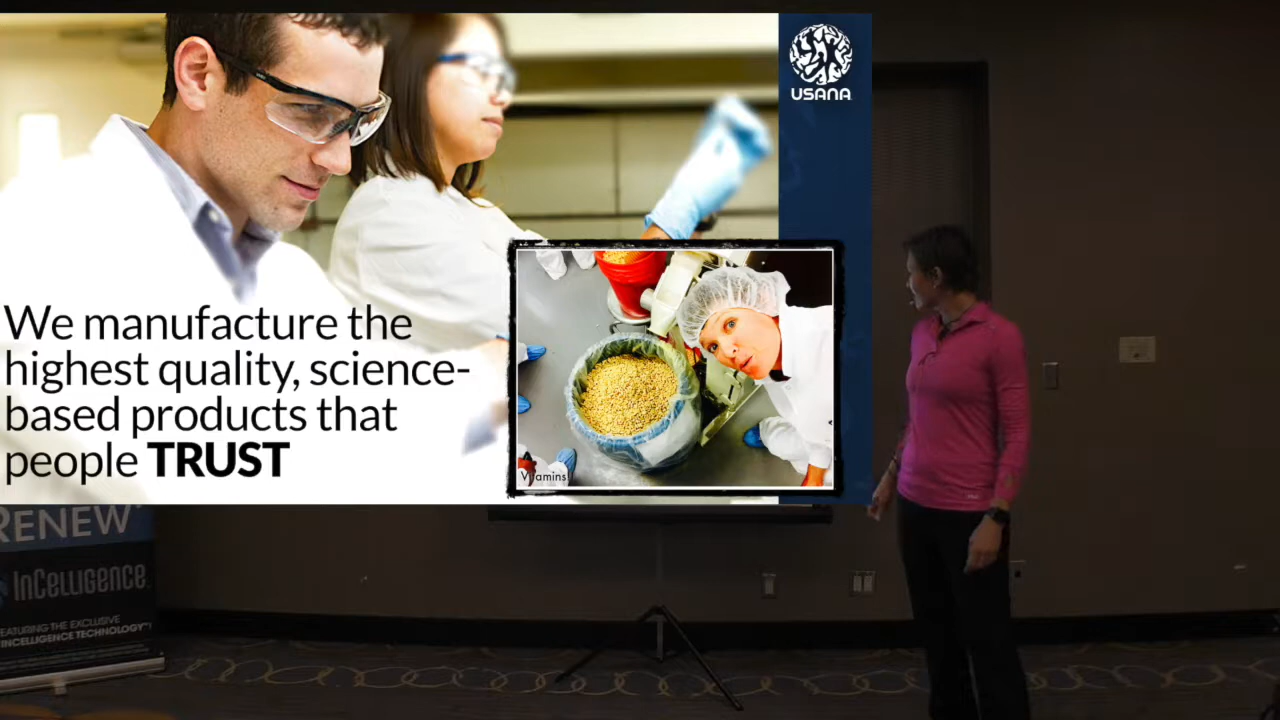 USANA
We manufacture the
highest quality, science-
based products that
people TRUST
Vitamins
RENEW
INCELLIGENCE
FEATURING THE EXCLUSIVE
INCELLIGENCE TECHNOLOGY™!